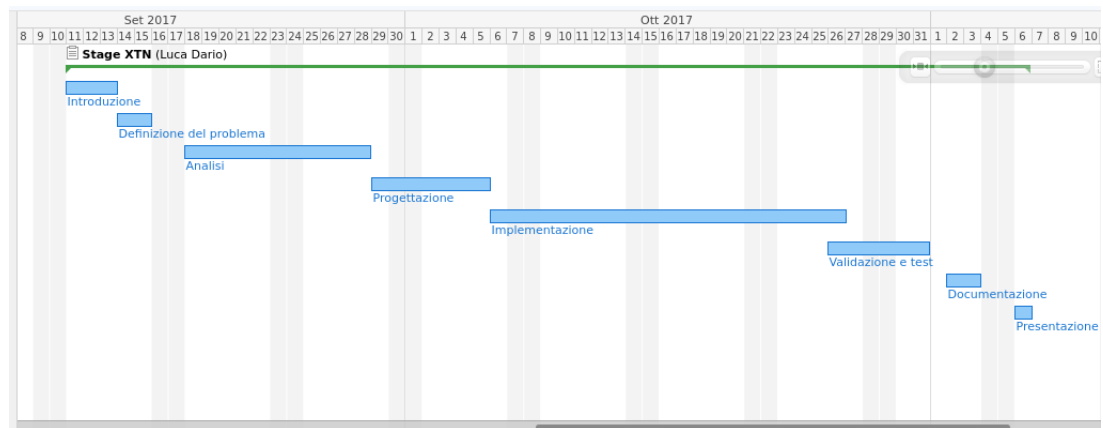 Set 2017 Ott 2017
8 9 10 11 12 13 14 15 16 17 18 19 20 21 22 23 24 25 26 27 28 29 30 1 2 3 4 5 6 7 8 9 10 11 12 13 14 15 16 17 18 19 20 21 22 23 24 25 26 27 28 29 30 31 1 2 3 4 5 6 7 8 9 10
Stage XTN (Luca Dario)
Introduzione
Definizione del problema
Analisi
Progettazione
Implementazione
Validazione e test
Documentazione
Presentazione